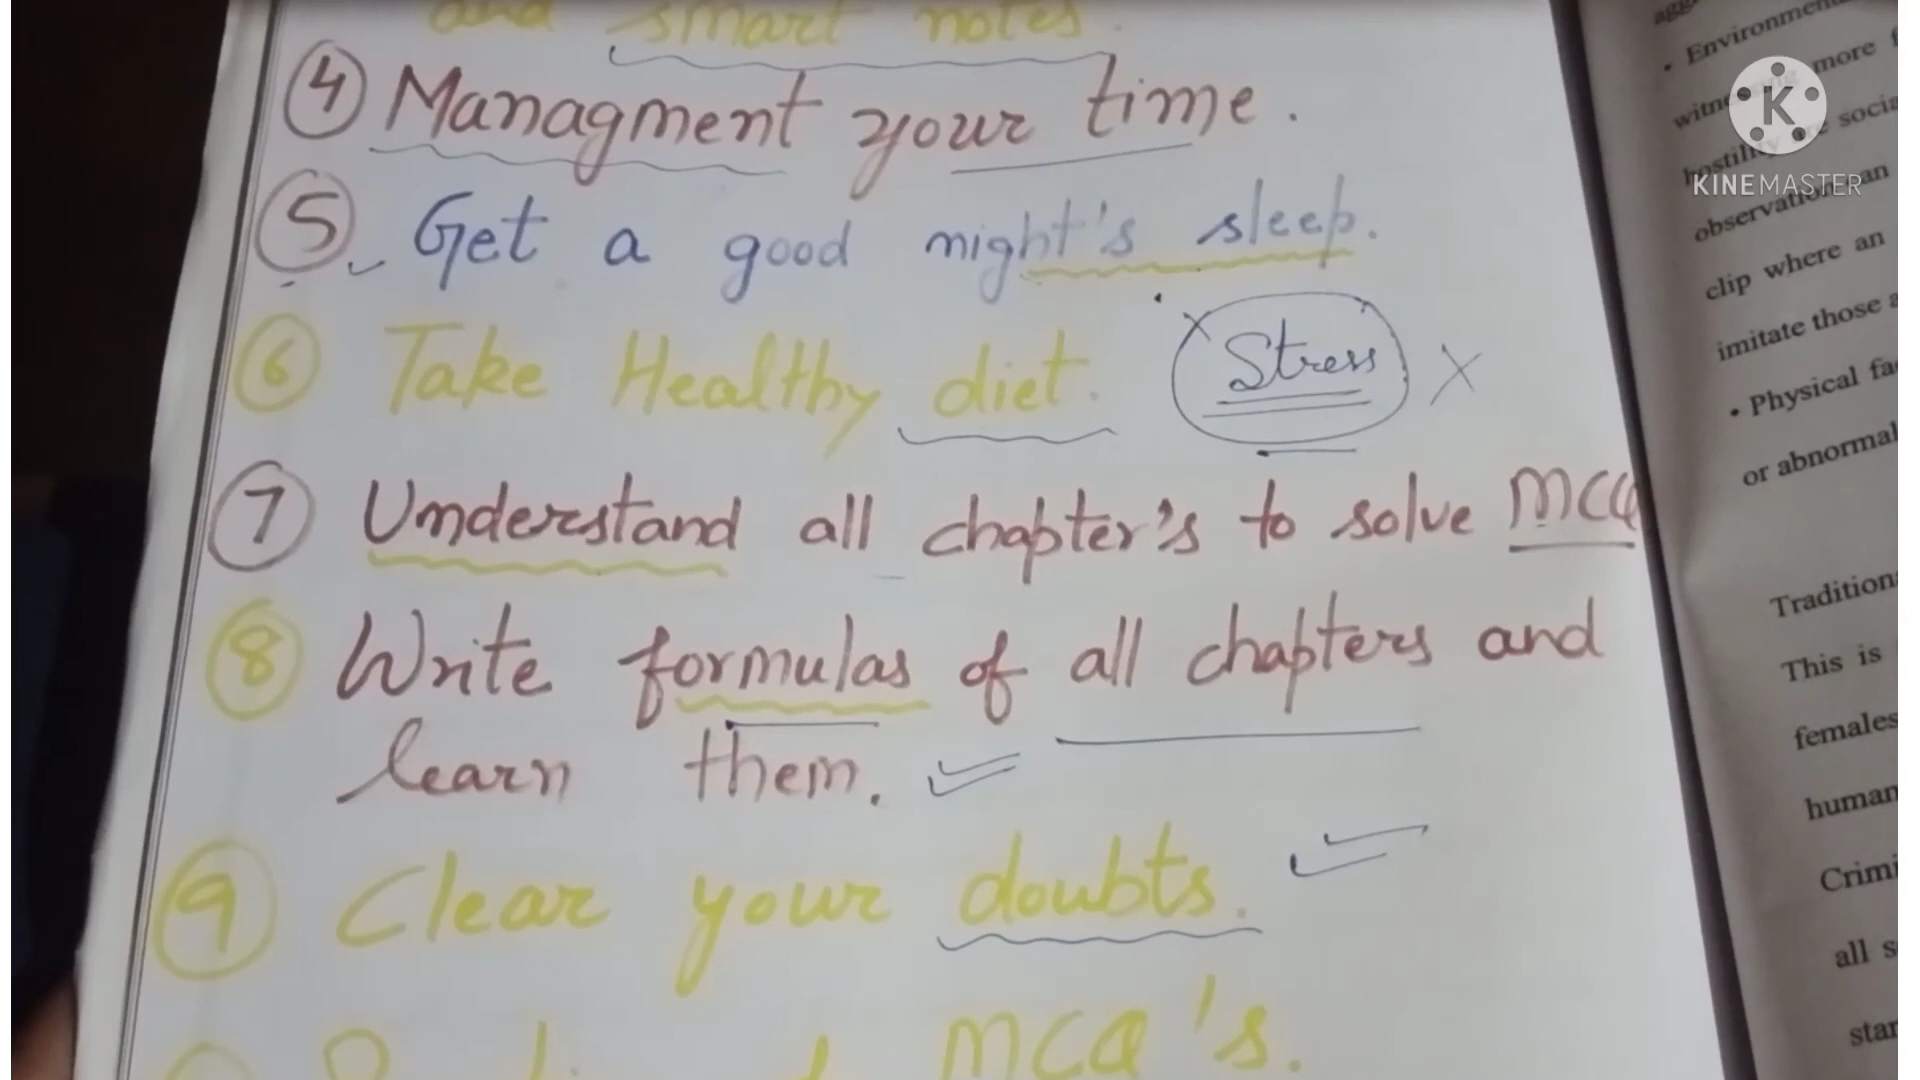 and smart notes.
4 Managment your time.
5 Get a good night's sleep.
6 Take Healthy diet. Stress
7 Understand all chapter's to solve MCQ
8 Write formulas of all chapters and
learn them.
9 Clear your doubts.
MCQ's.
KINEMASTER
• Environment
more
socia
hostility
observation
an
clip where an
imitate those a
• Physical fa
or abnormal
Traditiona
This is
females
human
Crimi
all s
star